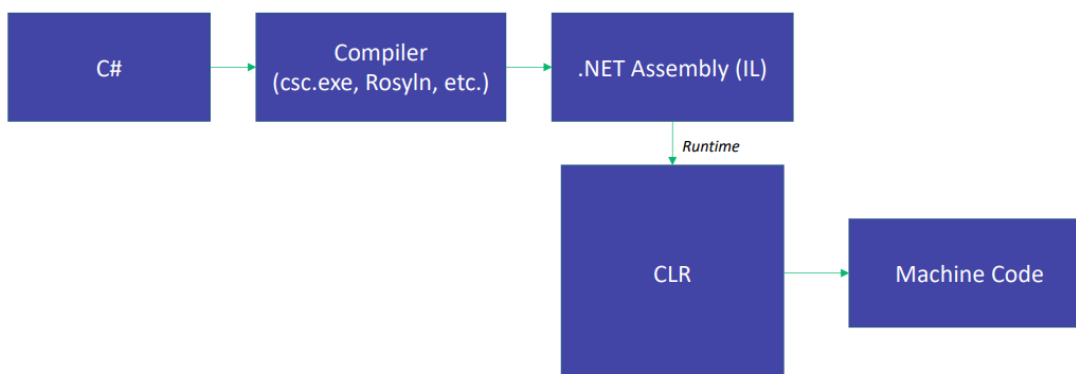 C#
Compiler
(csc.exe, Rosyln, etc.)
.NET Assembly (IL)
Runtime
CLR
Machine Code